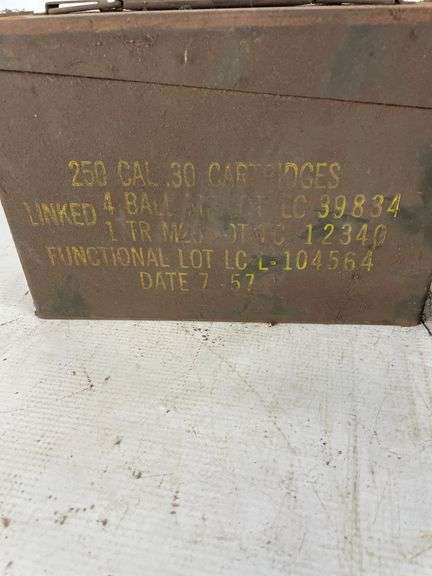 250 CAL .30 CARTRIDGES
LINKED 4 BALL LC 39834
1 TR LOT LC 12340
FUNCTIONAL LOT LC L-104564
DATE 7-57